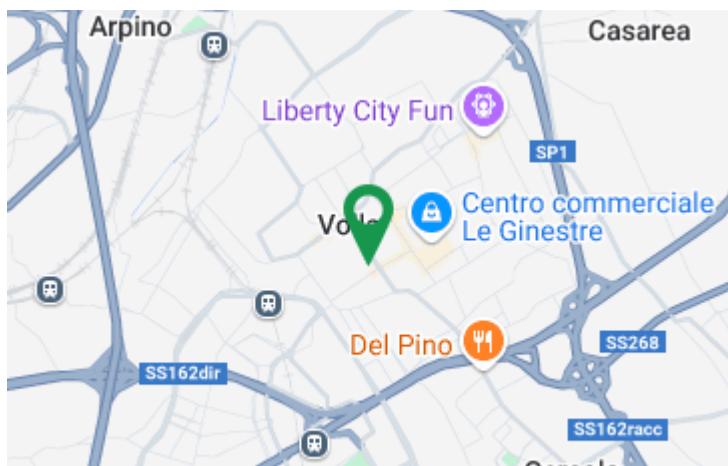 Arpino
Casarea
Liberty City Fun
SP1
Centro commerciale
Le Ginestre
Del Pino
SS268
SS162dir
SS162racc